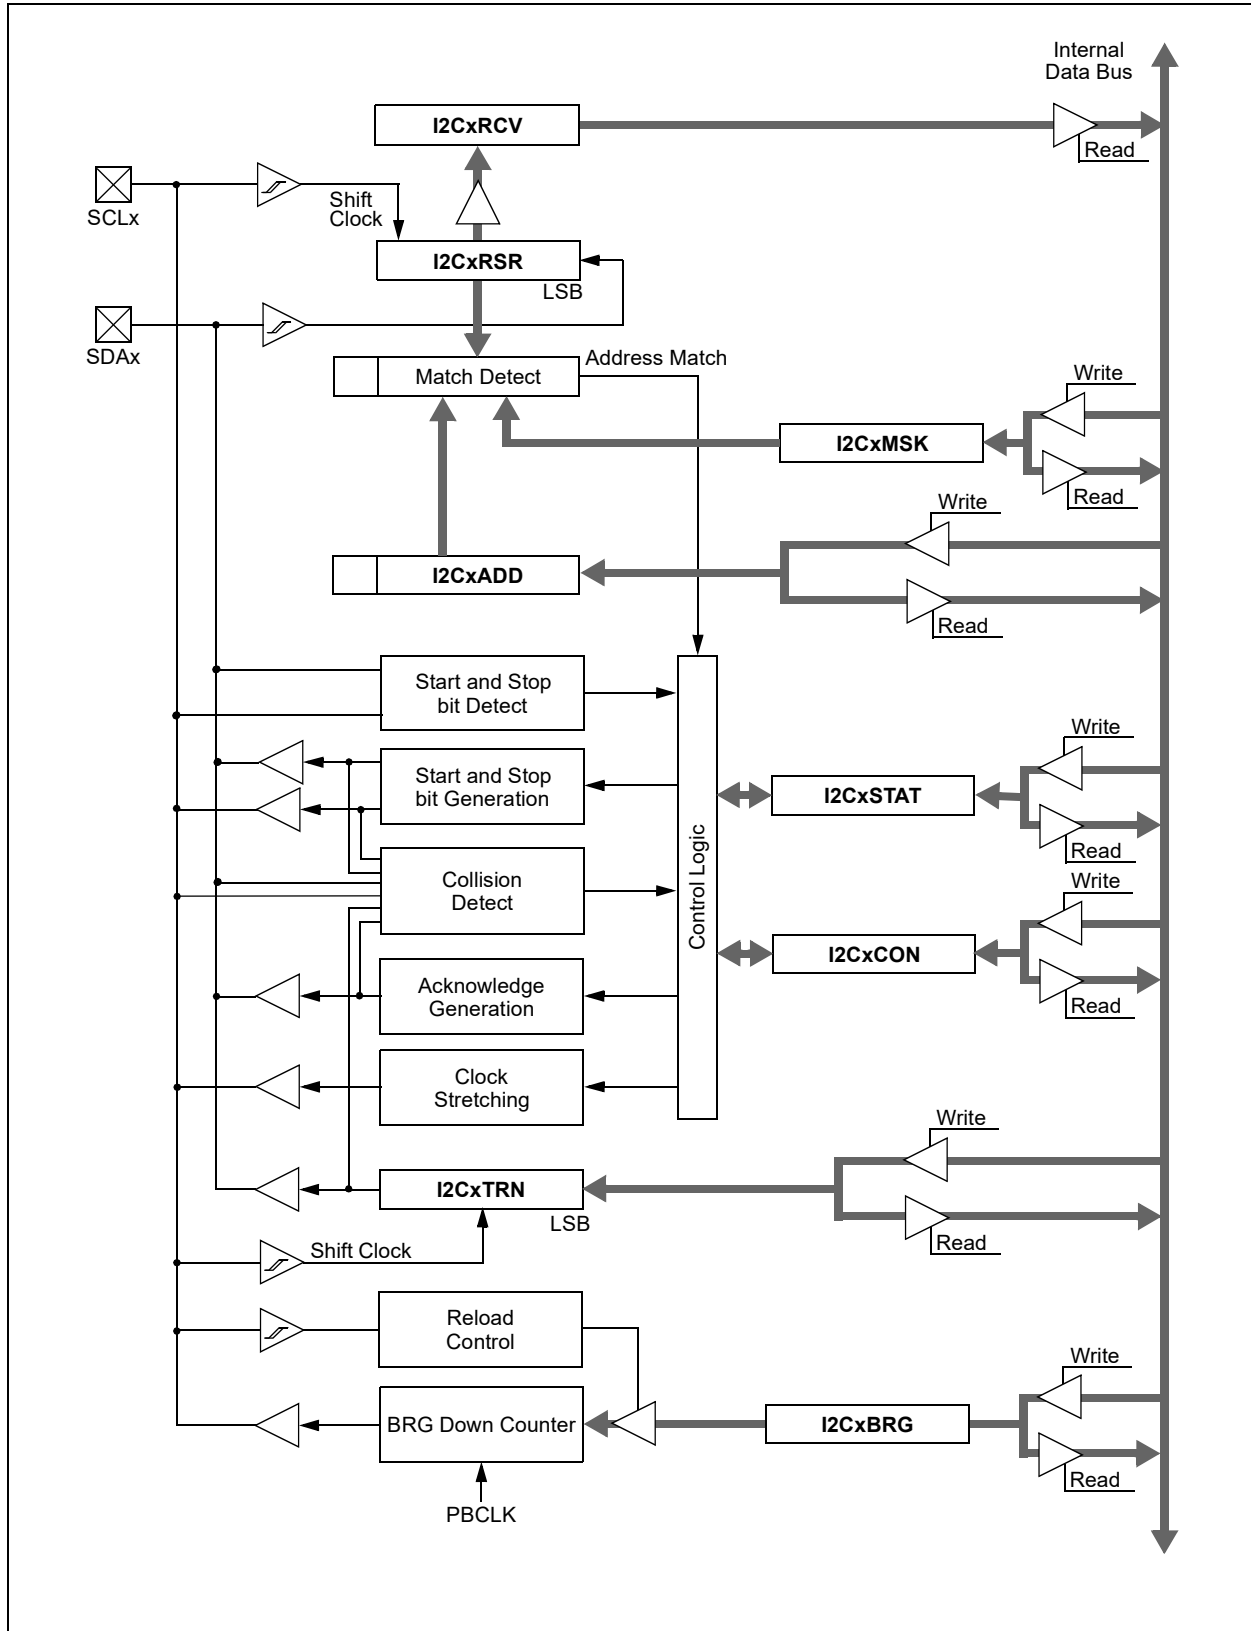 Internal
Data Bus
I2CxRCV
Read
SCLx
Shift
Clock
I2CxRSR
LSB
SDAx
Address Match
Match Detect
Write
I2CxMSK
Read
Write
I2CxADD
Read
Start and Stop
bit Detect
Write
Start and Stop
bit Generation
I2CxSTAT
Read
Control Logic
Collision
Detect
Write
I2CxCON
Read
Acknowledge
Generation
Clock
Stretching
Write
I2CxTRN
LSB
Read
Shift Clock
Reload
Control
Write
BRG Down Counter
I2CxBRG
Read
PBCLK